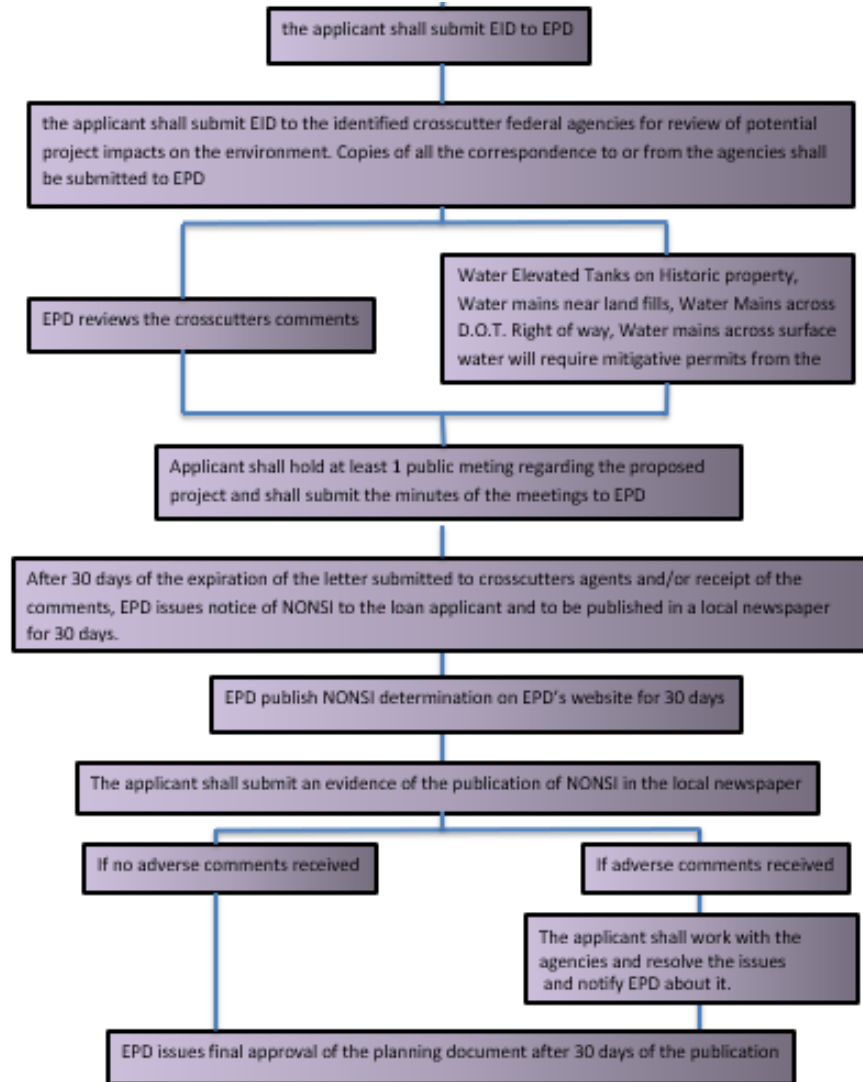 the applicant shall submit EID to EPD
the applicant shall submit EID to the identified crosscutter federal agencies for review of potential
project impacts on the environment. Copies of all the correspondence to or from the agencies shall
be submitted to EPD
EPD reviews the crosscutters comments
Water Elevated Tanks on Historic property,
Water mains near land fills, Water Mains across
D.O.T. Right of way, Water mains across surface
water will require mitigative permits from the
Applicant shall hold at least 1 public meting regarding the proposed
project and shall submit the minutes of the meetings to EPD
After 30 days of the expiration of the letter submitted to crosscutters agents and/or receipt of the
comments, EPD issues notice of NONSI to the loan applicant and to be published in a local newspaper
for 30 days.
EPD publish NONSI determination on EPD's website for 30 days
The applicant shall submit an evidence of the publication of NONSI in the local newspaper
If no adverse comments received
If adverse comments received
The applicant shall work with the
agencies and resolve the issues
and notify EPD about it.
EPD issues final approval of the planning document after 30 days of the publication